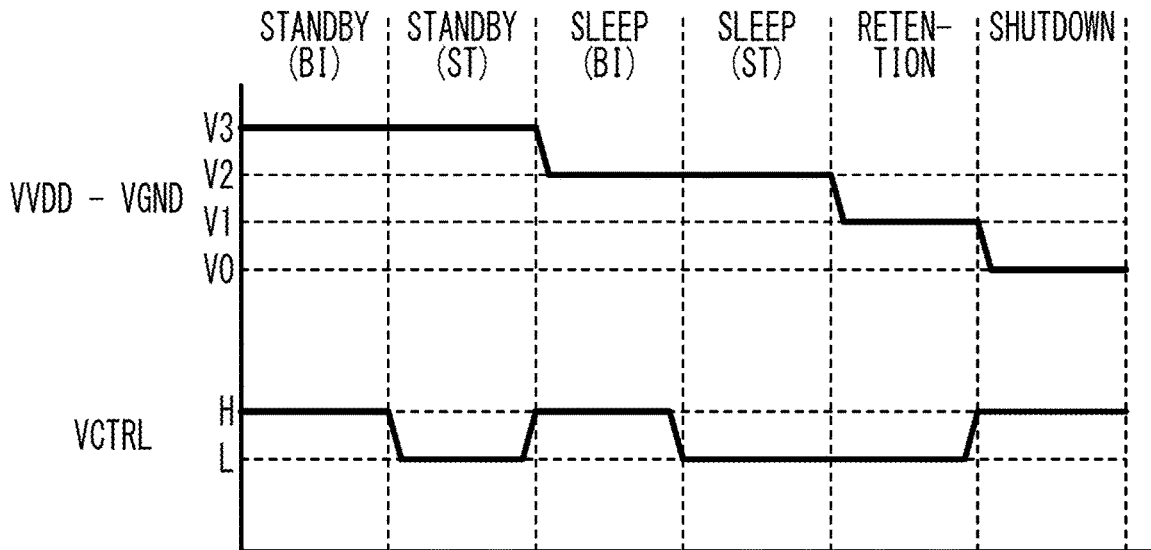 STANDBY
(BI)
STANDBY
(ST)
SLEEP
(BI)
SLEEP
(ST)
RETEN-
TION
SHUTDOWN
VVDD - VGND
V3
V2
V1
V0
VCTRL
H
L